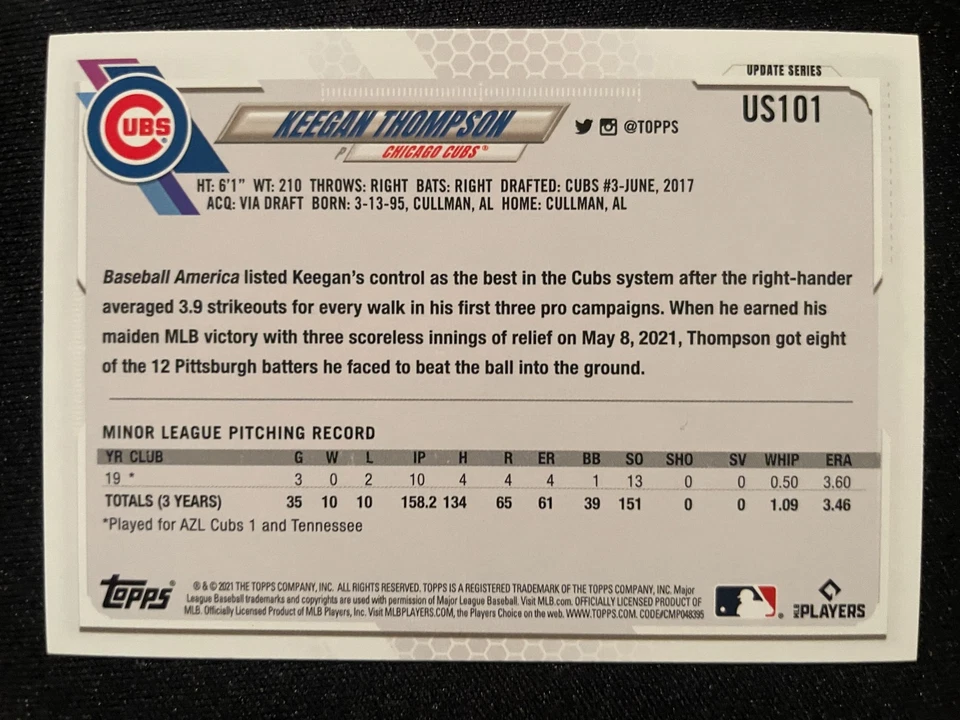 UPDATE SERIES
US101
CUBS
KEEGAN THOMPSON
@TOPPS
P CHICAGO CUBS®
HT: 6'1" WT: 210 THROWS: RIGHT BATS: RIGHT DRAFTED: CUBS #3-JUNE, 2017
ACQ: VIA DRAFT BORN: 3-13-95, CULLMAN, AL HOME: CULLMAN, AL
Baseball America listed Keegan's control as the best in the Cubs system after the right-hander
averaged 3.9 strikeouts for every walk in his first three pro campaigns. When he earned his
maiden MLB victory with three scoreless innings of relief on May 8, 2021, Thompson got eight
of the 12 Pittsburgh batters he faced to beat the ball into the ground.
MINOR LEAGUE PITCHING RECORD
YR CLUB G W L IP H R ER BB SO SHO SV WHIP ERA
19 * 3 0 2 10 4 4 4 1 13 0 0 0.50 3.60
TOTALS (3 YEARS) 35 10 10 158.2 134 65 61 39 151 0 0 1.09 3.46
*Played for AZL Cubs 1 and Tennessee
Topps®
® & © 2021 THE TOPPS COMPANY, INC. ALL RIGHTS RESERVED. TOPPS IS A REGISTERED TRADEMARK OF THE TOPPS COMPANY, INC. Major
League Baseball trademarks and copyrights are used with permission of Major League Baseball. Visit MLB.com. OFFICIALLY LICENSED PRODUCT OF
MLB. Officially Licensed Product of MLB Players, Inc. Visit MLBPLAYERS.COM, the Players Choice on the web. WWW.TOPPS.COM. CODE#CMP048395
MLB PLAYERS